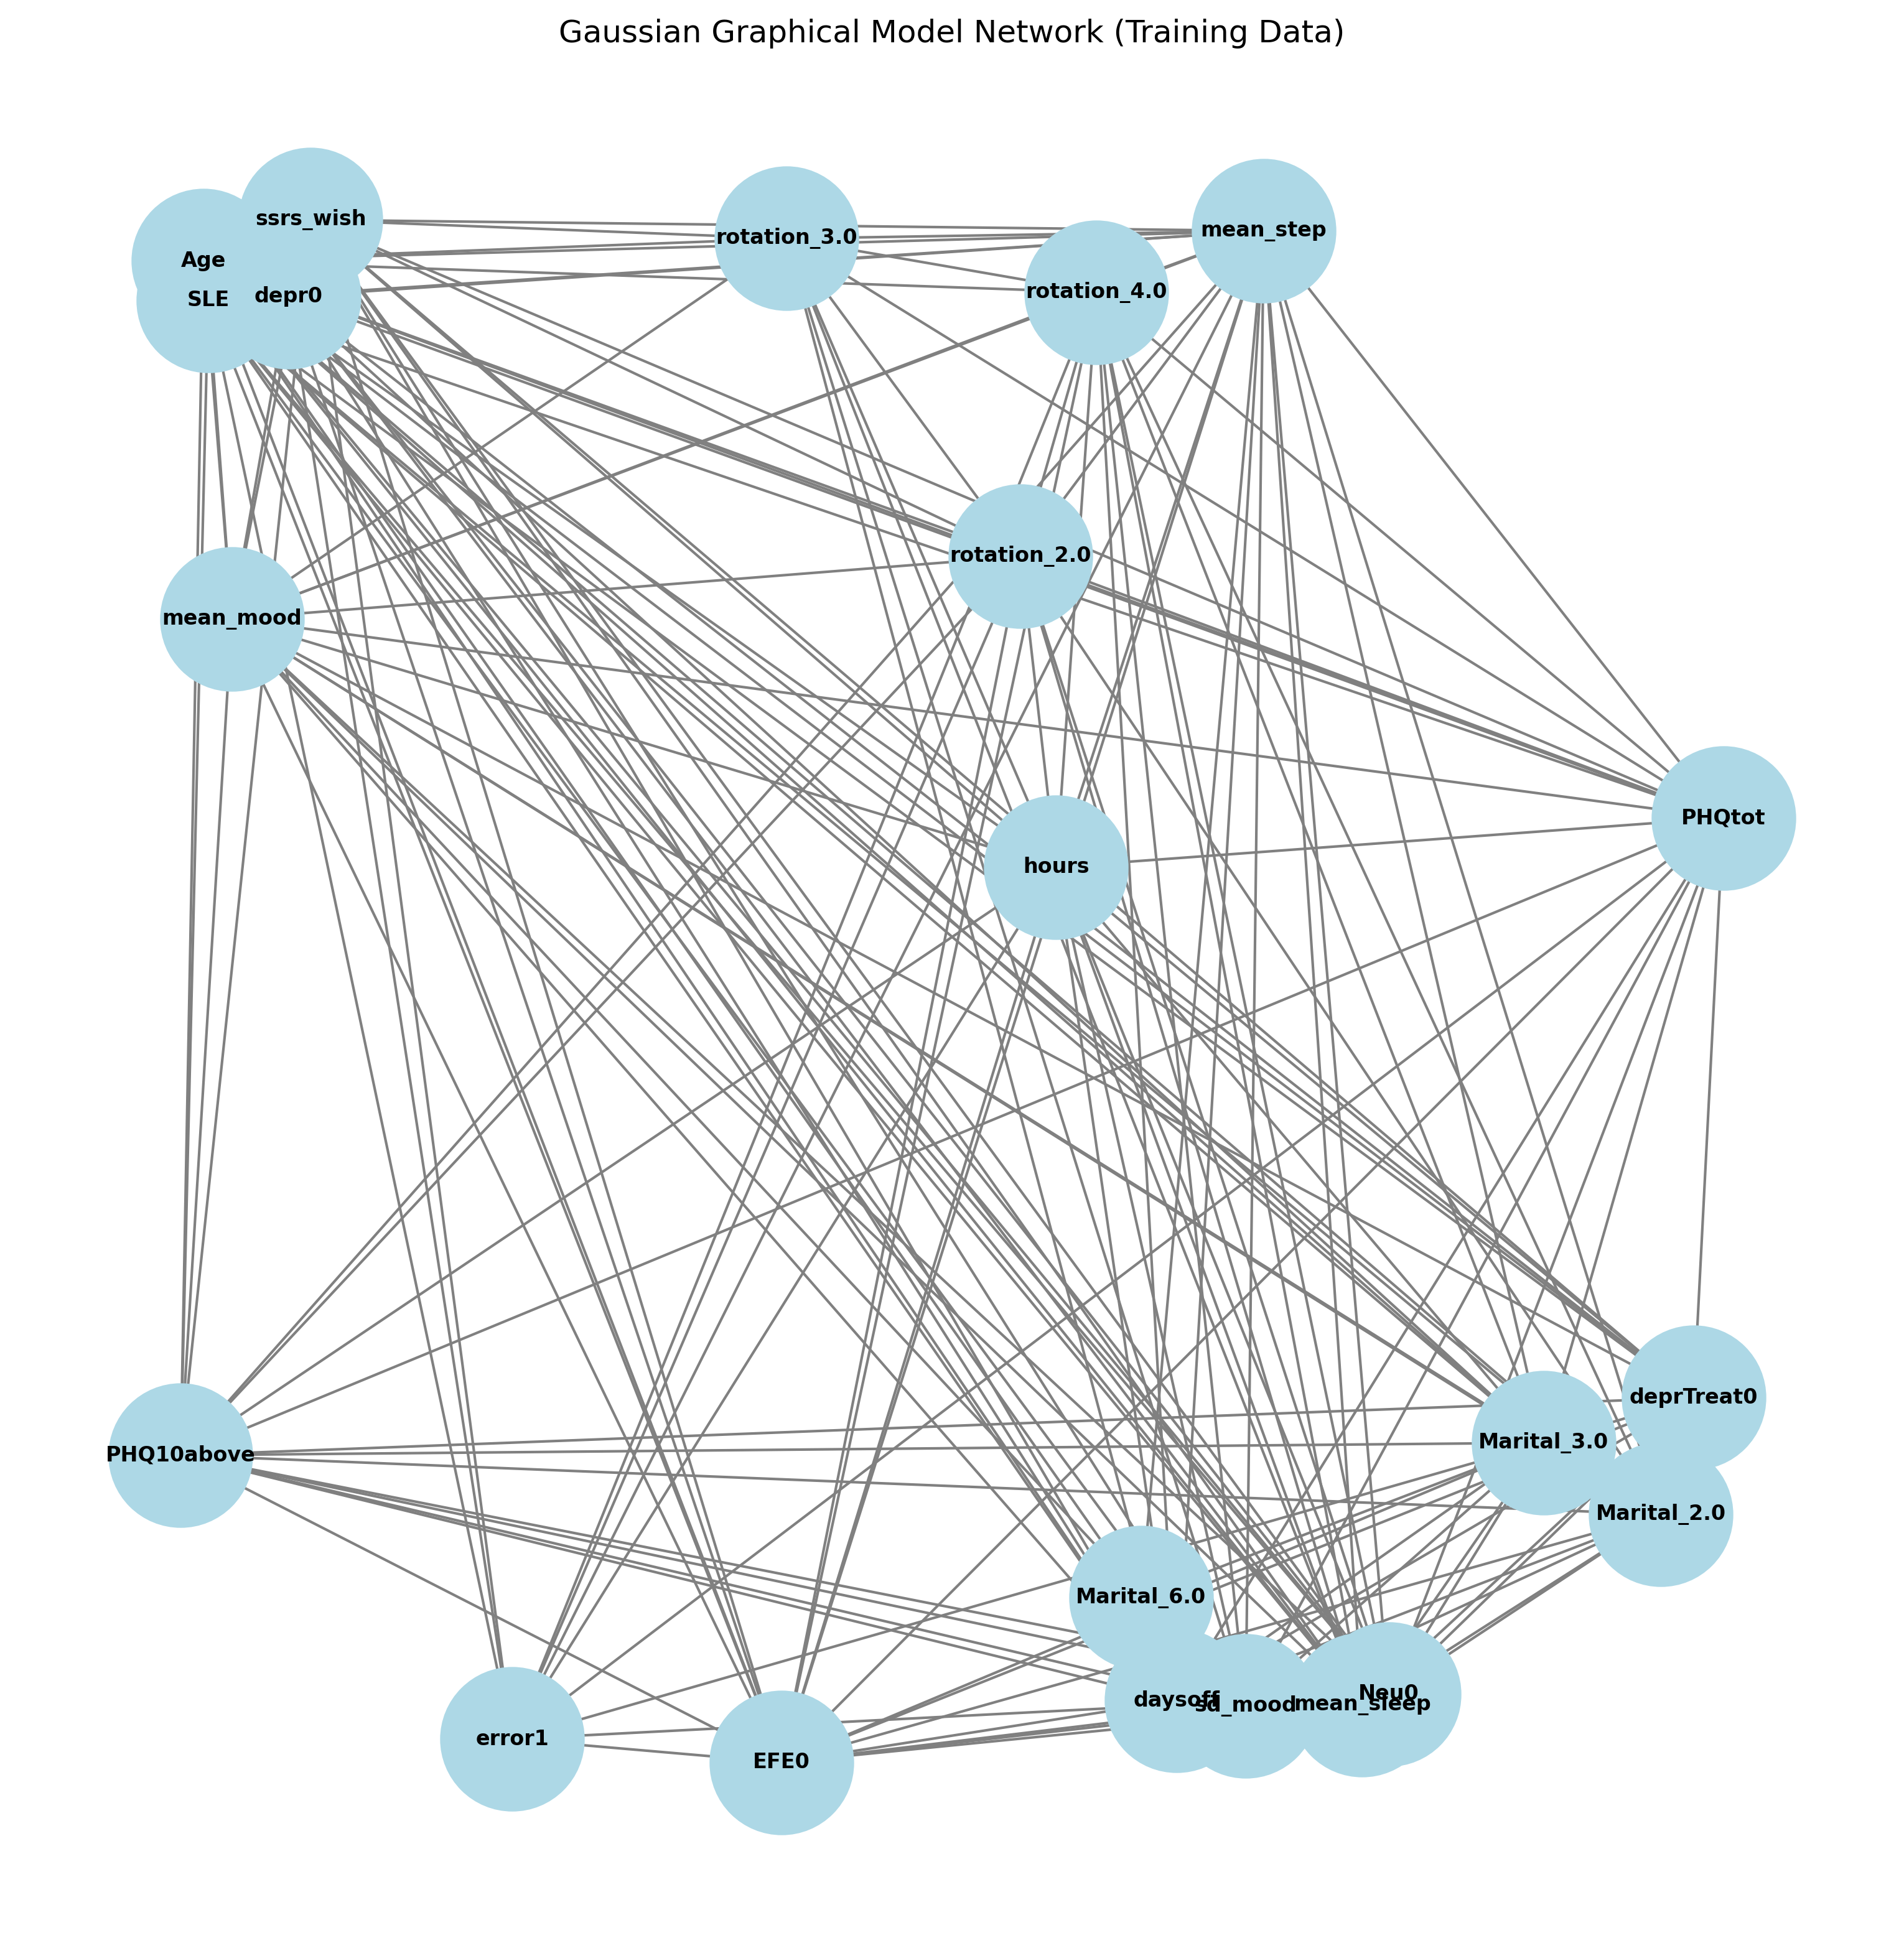 Gaussian Graphical Model Network (Training Data)
ssrs_wish
rotation_3.0
mean_step
Age
SLE
depr0
rotation_4.0
rotation_2.0
mean_mood
PHQtot
hours
deprTreat0
Marital_3.0
PHQ10above
Marital_2.0
Marital_6.0
Neu0
daysoff
sd_mood
mean_sleep
error1
EFE0